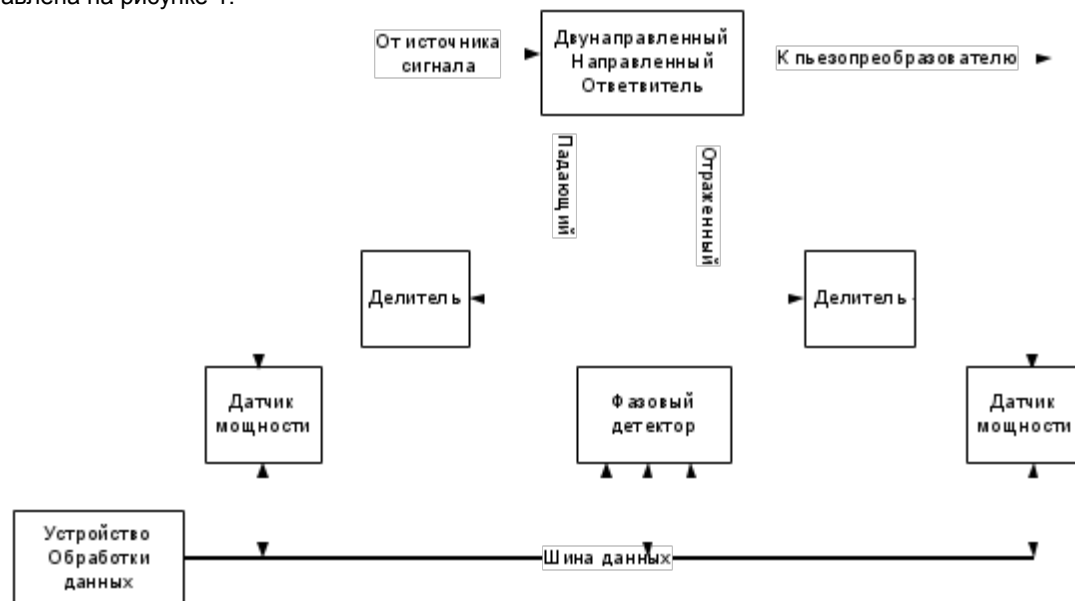 авлена на рисунке 1.
От источника
сигнала
Двунаправленный
Направленный
Ответвитель
К пьезопреобразователю
Падающий
Отраженный
Делитель
Делитель
Датчик
мощности
Фазовый
детектор
Датчик
мощности
Устройство
Обработки
данных
Шина данных